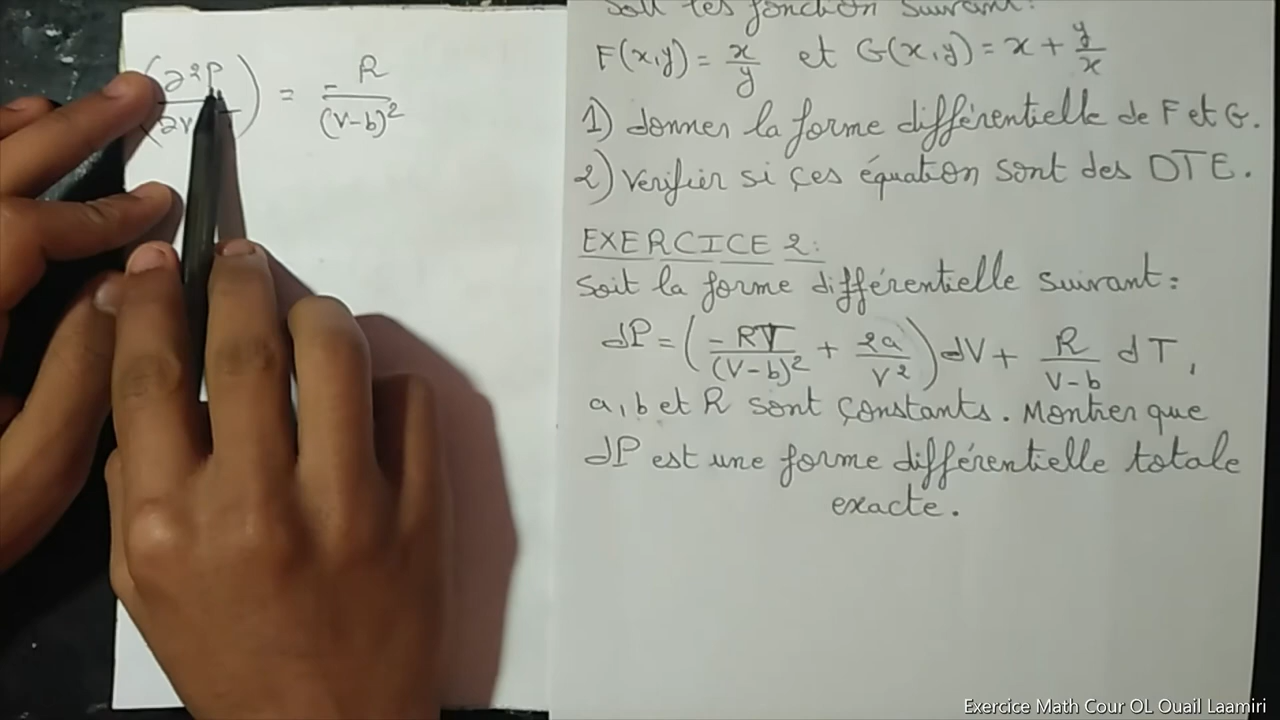 (∂²P / ∂V ) = - R / (V-b)²
Soit les fonction suivant:
F(x,y) = x/y et G(x,y) = x + y/x
1) donner la forme différentielle de F et G.
2) Verifier si çes équation sont des DTE.
EXERCICE 2:
Soit la forme différentielle suivant:
dP = ( -RT/(V-b)² + 2a/V² ) dV + R/(V-b) dT,
a, b et R sont çonstants. Montrer que
dP est une forme différentielle totale
exacte.
Exercice Math Cour OL Ouail Laamiri